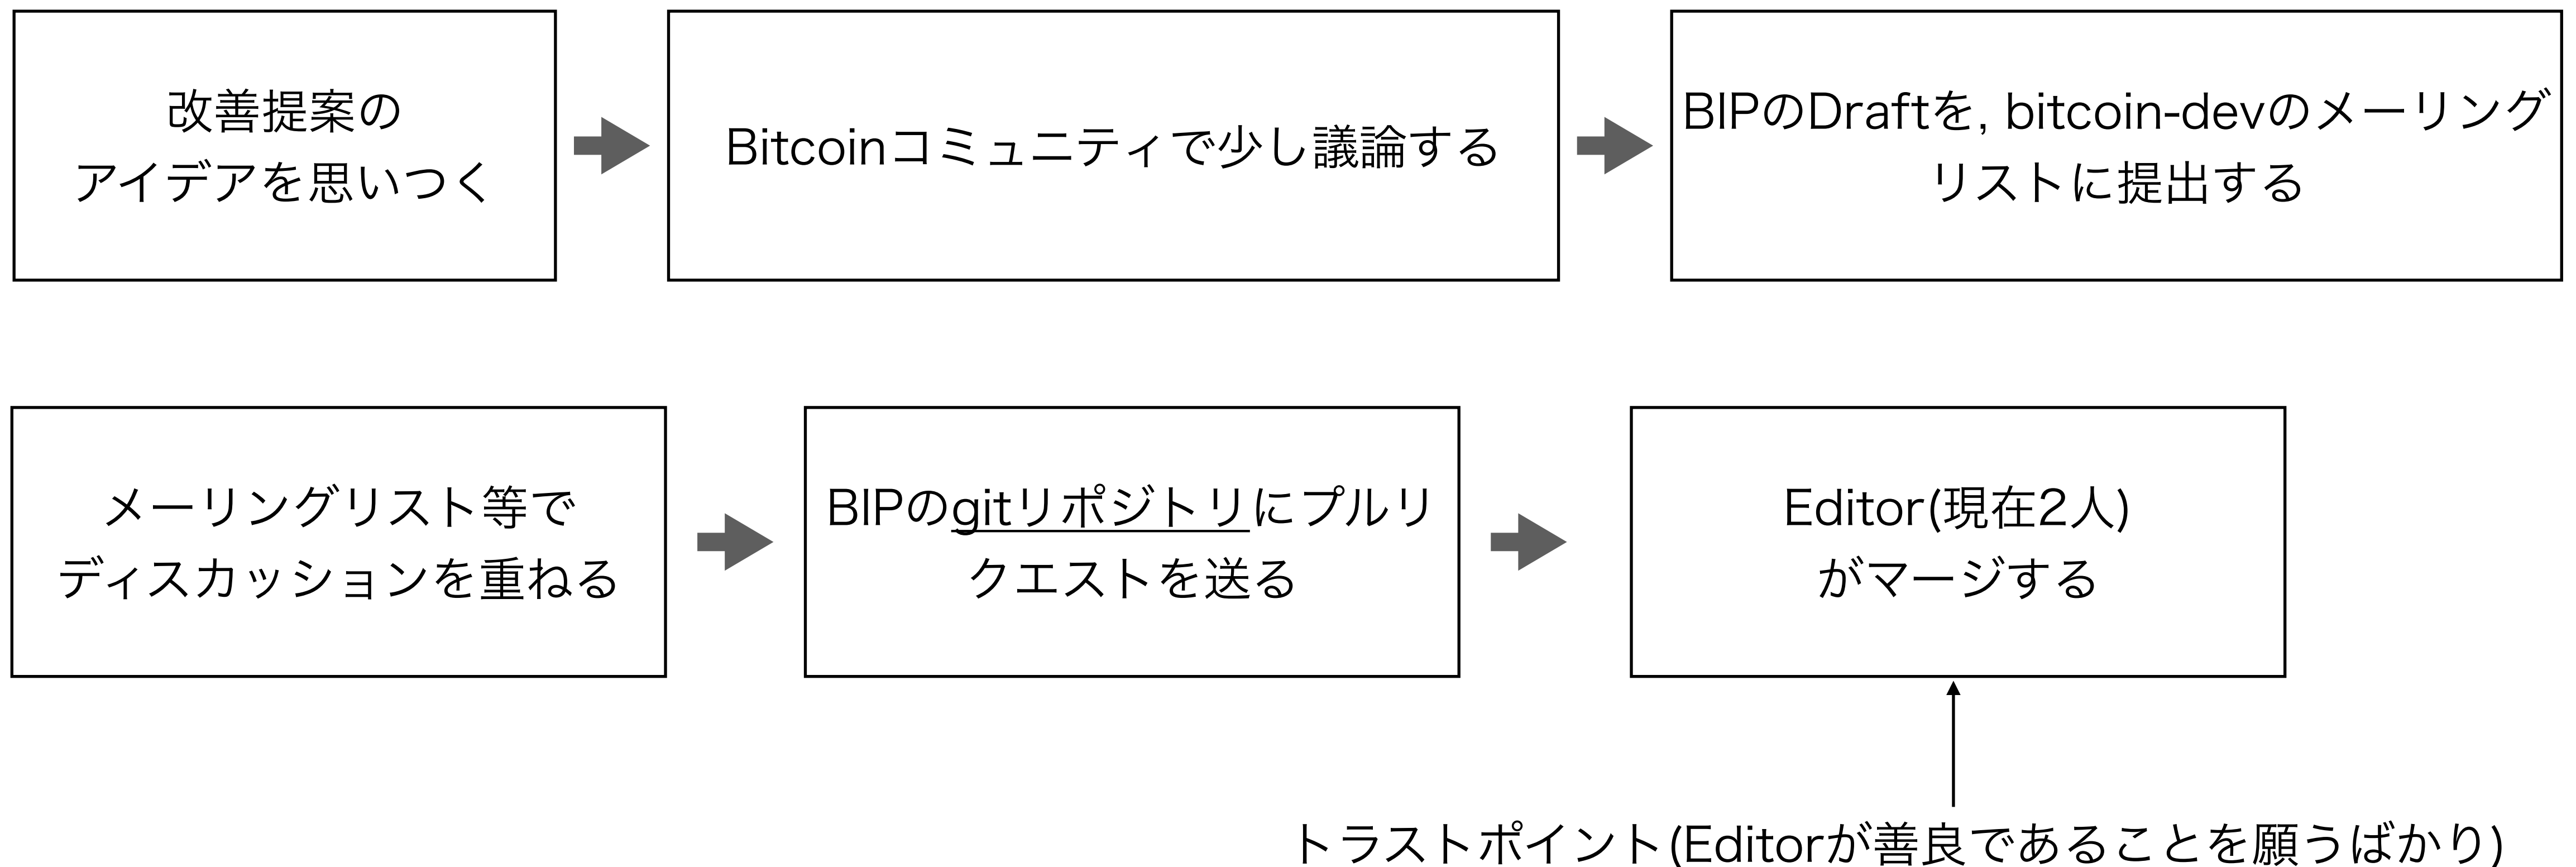 改善提案の
アイデアを思いつく
Bitcoinコミュニティで少し議論する
BIPのDraftを, bitcoin-devのメーリング
リストに提出する
メーリングリスト等で
ディスカッションを重ねる
BIPのgitリポジトリにプルリ
クエストを送る
Editor(現在2人)
がマージする
トラストポイント(Editorが善良であることを願うばかり)